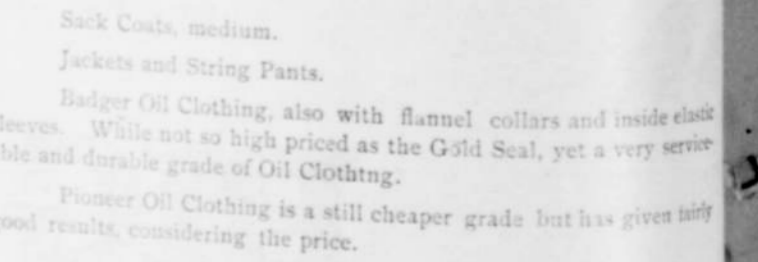 Sack Coats, medium.
Jackets and String Pants.
Badger Oil Clothing, also with flannel collars and inside elastic
leeves. While not so high priced as the Gold Seal, yet a very service-
ble and durable grade of Oil Clothtng.
Pioneer Oil Clothing is a still cheaper grade but has given fairly
ood results, considering the price.